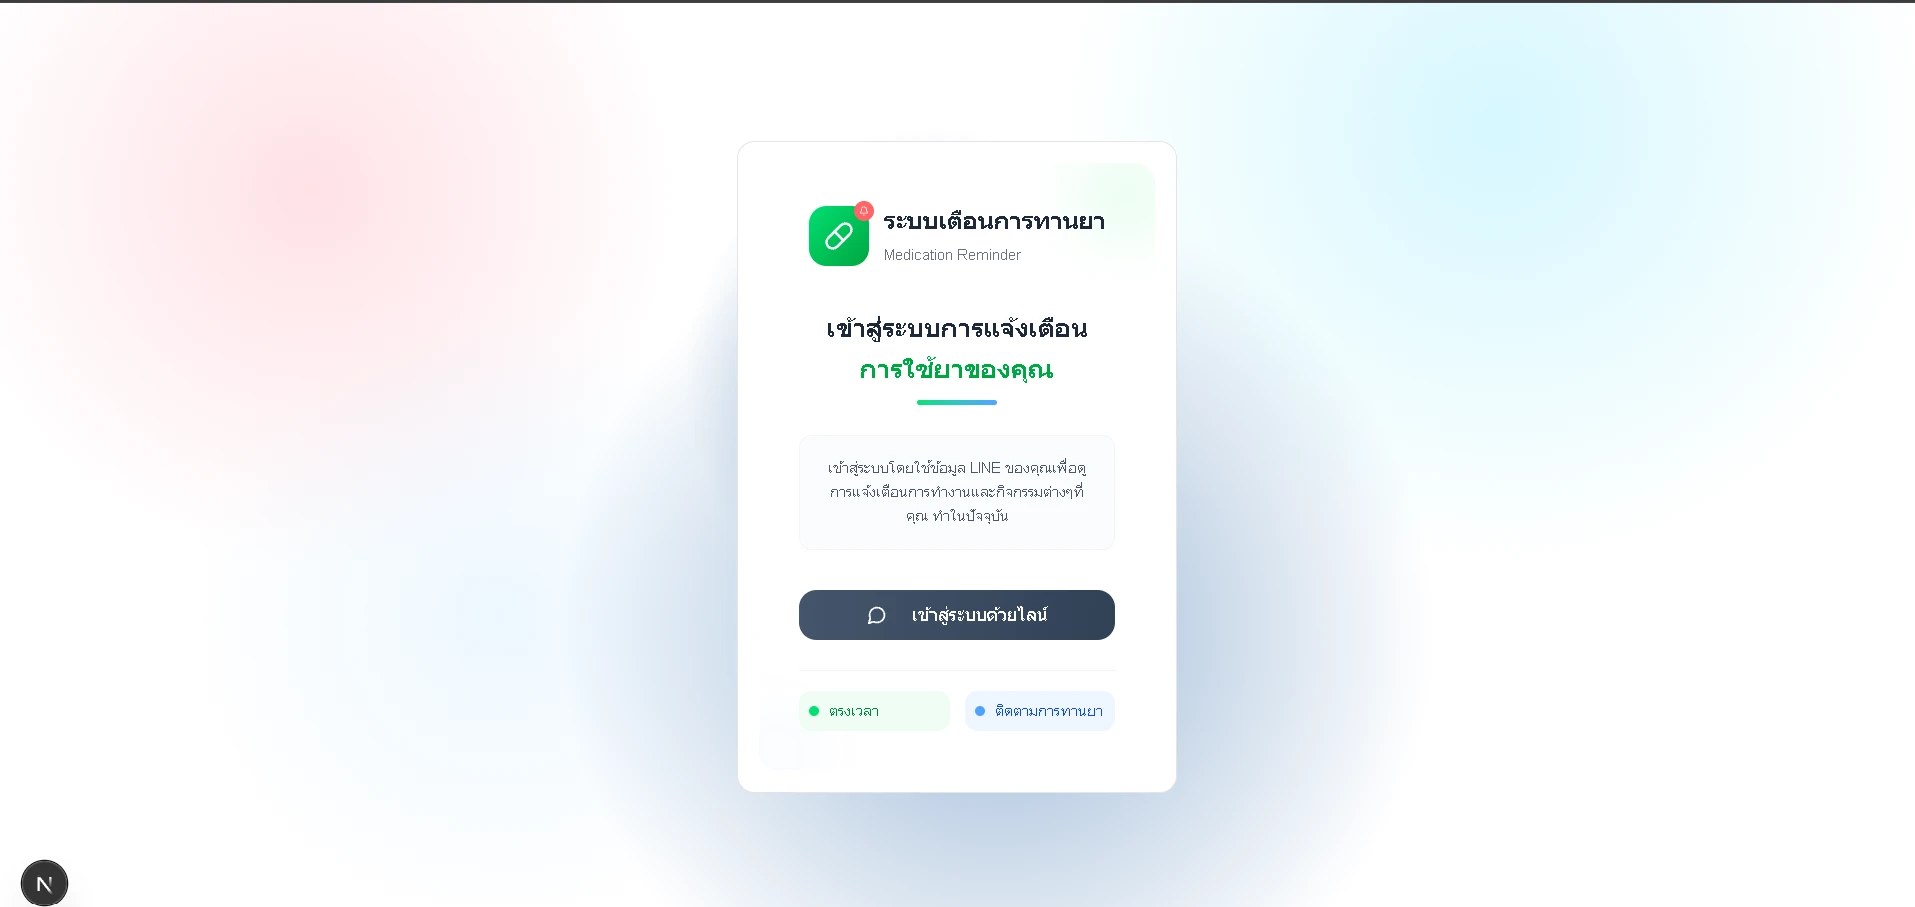 ระบบเตือนการทานยา
Medication Reminder
เข้าสู่ระบบการแจ้งเตือน
การใช้ยาของคุณ
เข้าสู่ระบบโดยใช้ข้อมูล LINE ของคุณเพื่อดู
การแจ้งเตือนการทำงานและกิจกรรมต่างๆที่
คุณ ทำในปัจจุบัน
เข้าสู่ระบบด้วยไลน์
ตรงเวลา
ติดตามการทานยา
N